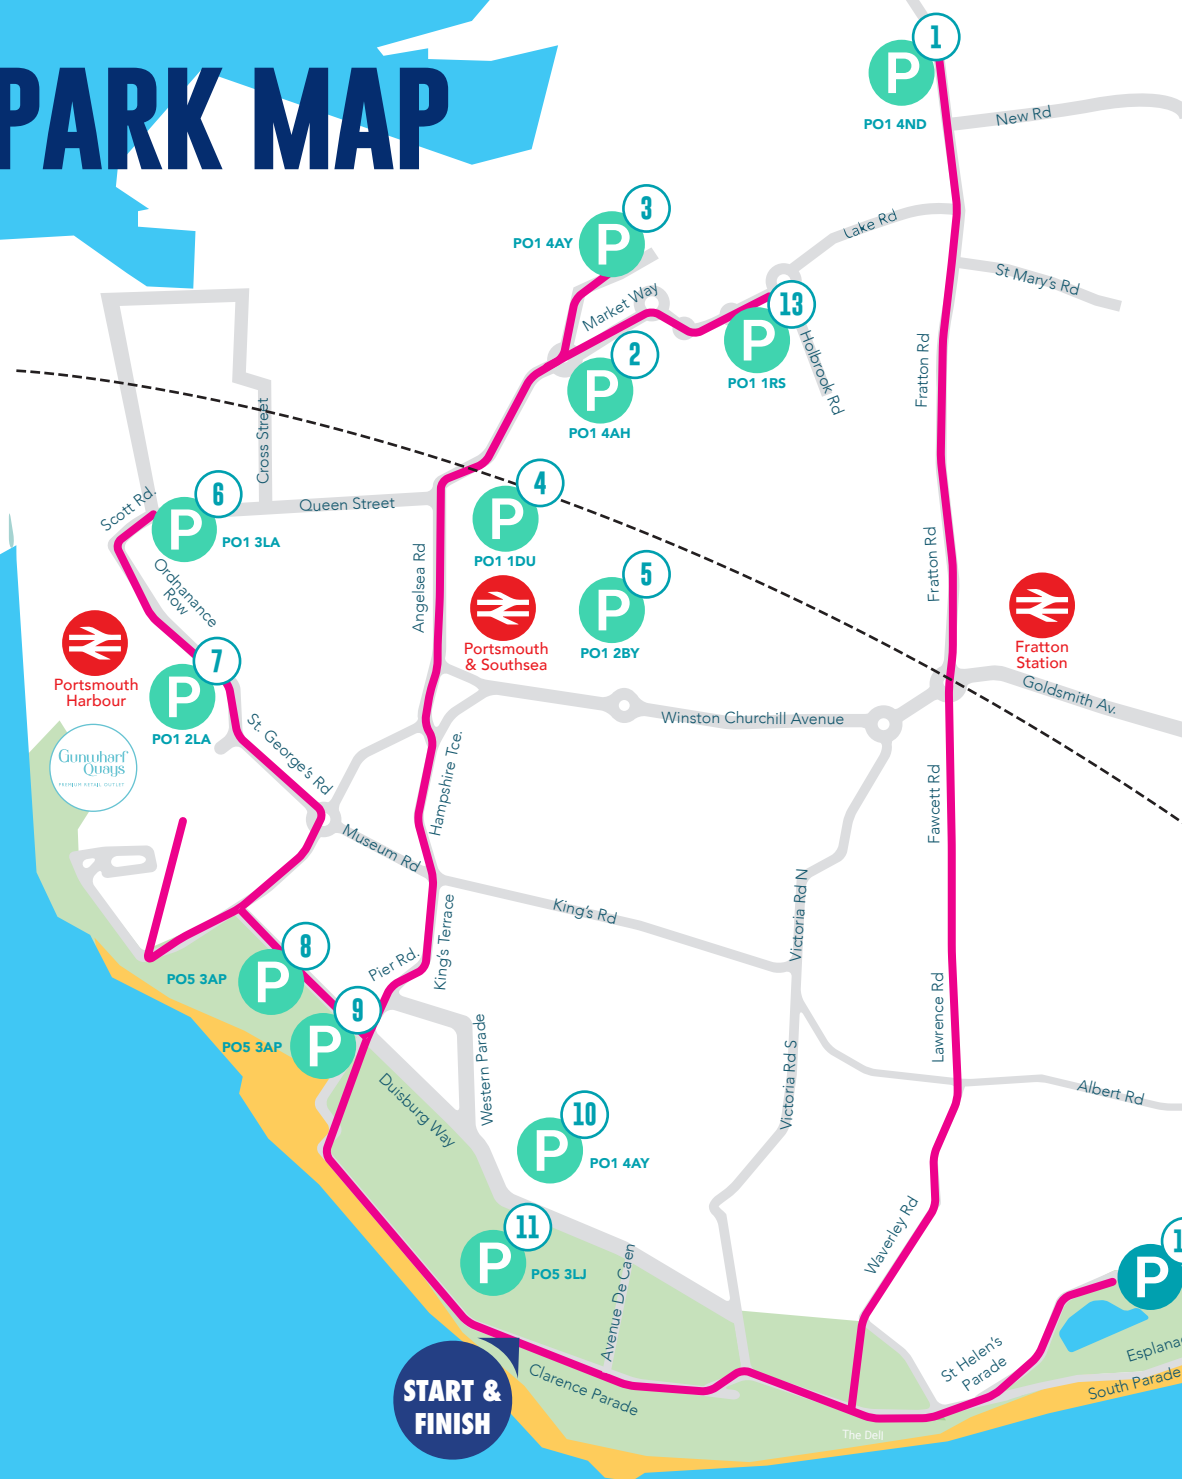 PARK MAP
1
P
PO1 4ND
New Rd
3
P
PO1 4AY
Lake Rd
St Mary's Rd
Market Way
13
P
PO1 1RS
Holbrook Rd
2
P
PO1 4AH
Fratton Rd
Cross Street
Scott Rd.
6
P
PO1 3LA
Queen Street
4
P
PO1 1DU
Angelsea Rd
Fratton Rd
Ordnanance
Row
5
P
PO1 2BY
Portsmouth
& Southsea
Fratton
Station
Portsmouth
Harbour
7
P
PO1 2LA
Goldsmith Av.
Winston Churchill Avenue
St. George's Rd
Gunwharf
Quays
PREMIUM RETAIL OUTLET
Hampshire Tce.
Fawcett Rd
Museum Rd
King's Rd
Victoria Rd N
King's Terrace
8
P
PO5 3AP
Pier Rd.
9
P
PO5 3AP
Lawrence Rd
Western Parade
Victoria Rd S
Duisburg Way
Albert Rd
10
P
PO1 4AY
11
P
PO5 3LJ
Waverley Rd
Avenue De Caen
1
P
START &
FINISH
Clarence Parade
St Helen's
Parade
Esplana
South Parade
The Dell